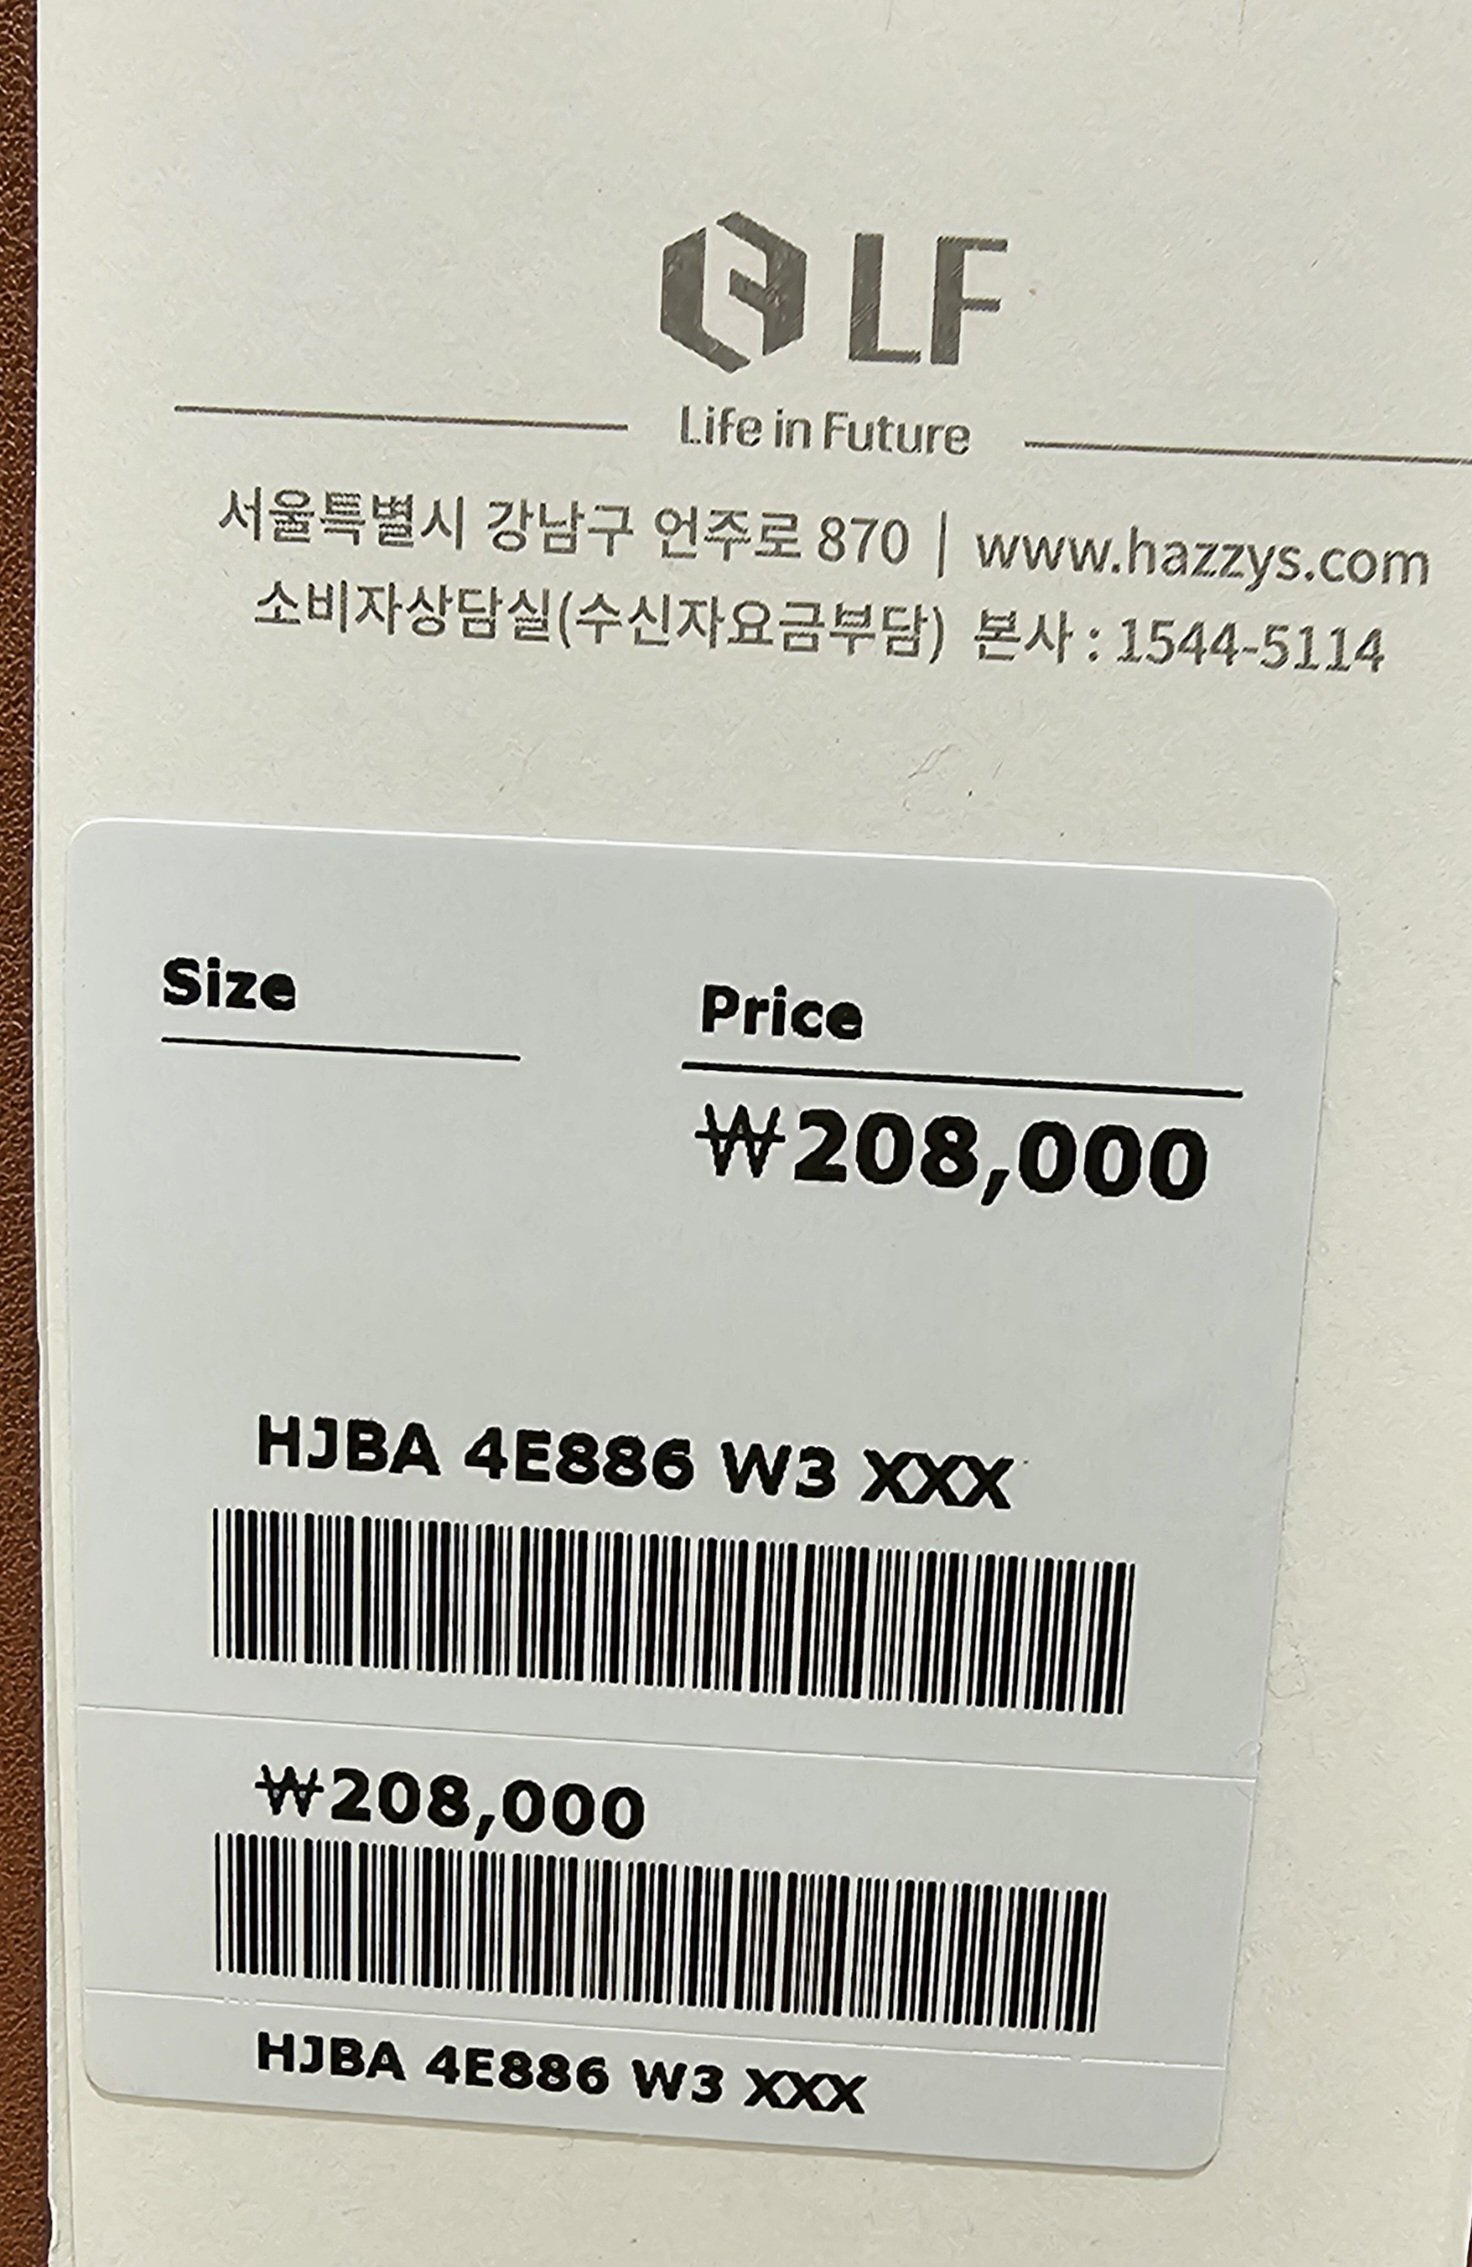 LF
Life in Future
서울특별시 강남구 언주로 870 | www.hazzys.com
소비자상담실(수신자요금부담) 본사 : 1544-5114
Size Price
₩208,000
HJBA 4E886 W3 XXX
₩208,000
HJBA 4E886 W3 XXX